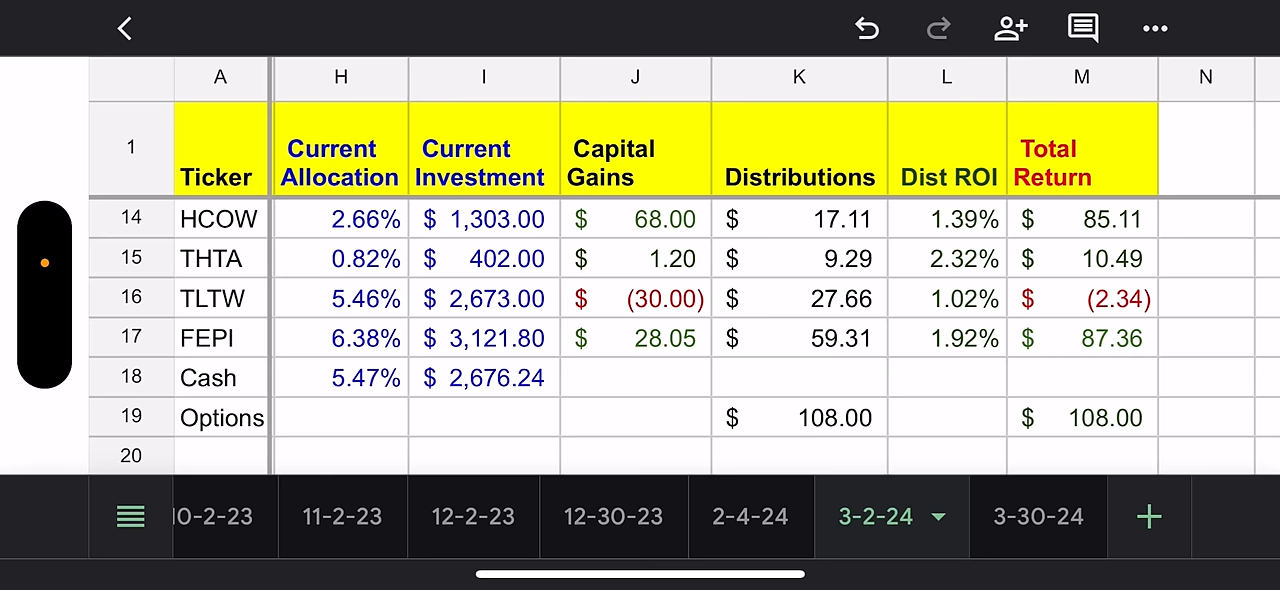 A H I J K L M N
1 Ticker Current Allocation Current Investment Capital Gains Distributions Dist ROI Total Return
14 HCOW 2.66% $ 1,303.00 $ 68.00 $ 17.11 1.39% $ 85.11
15 THTA 0.82% $ 402.00 $ 1.20 $ 9.29 2.32% $ 10.49
16 TLTW 5.46% $ 2,673.00 $ (30.00) $ 27.66 1.02% $ (2.34)
17 FEPI 6.38% $ 3,121.80 $ 28.05 $ 59.31 1.92% $ 87.36
18 Cash 5.47% $ 2,676.24
19 Options $ 108.00 $ 108.00
20
10-2-23 11-2-23 12-2-23 12-30-23 2-4-24 3-2-24 3-30-24